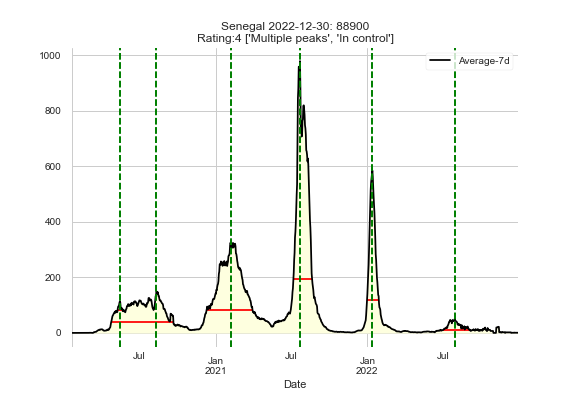 Senegal 2022-12-30: 88900
Rating:4 ['Multiple peaks', 'In control']
Average-7d
1000
800
600
400
200
0
Jul
Jan
2021
Jul
Jan
2022
Jul
Date